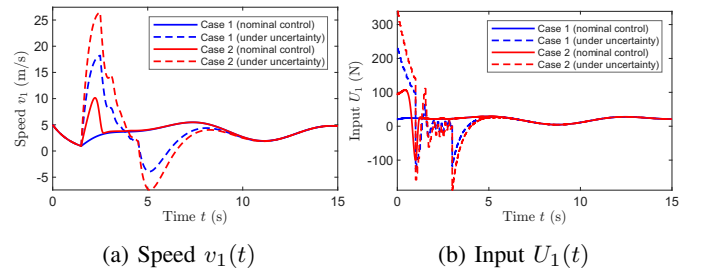 25
20
15
10
5
0
-5
Speed v₁ (m/s)
Case 1 (nominal control)
Case 1 (under uncertainty)
Case 2 (nominal control)
Case 2 (under uncertainty)
0
5
10
15
Time t (s)
(a) Speed v₁(t)
300
200
100
0
-100
Input U₁ (N)
Case 1 (nominal control)
Case 1 (under uncertainty)
Case 2 (nominal control)
Case 2 (under uncertainty)
0
5
10
15
Time t (s)
(b) Input U₁(t)